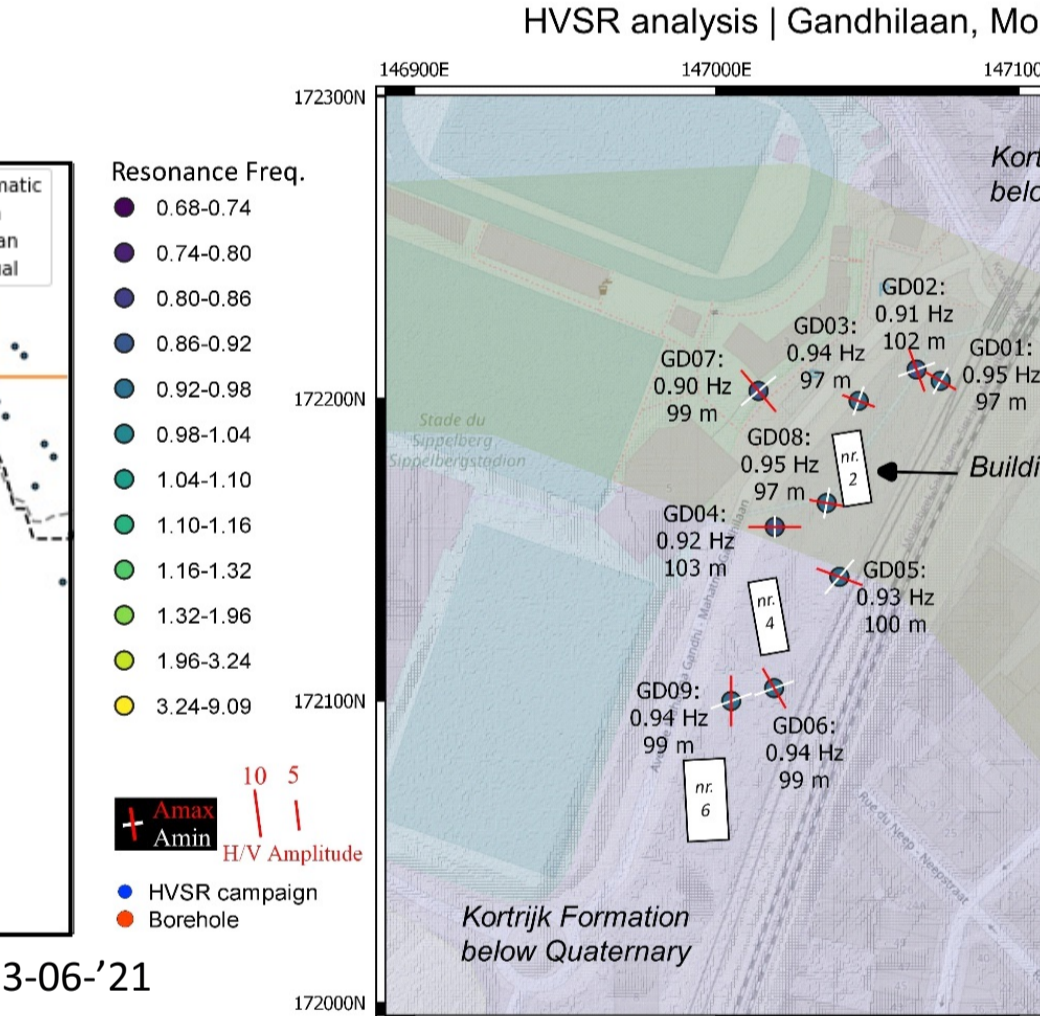 HVSR analysis | Gandhilaan, Mo
146900E
147000E
147100
172300N
172200N
172100N
172000N
matic
an
al
3-06-'21
Resonance Freq.
0.68-0.74
0.74-0.80
0.80-0.86
0.86-0.92
0.92-0.98
0.98-1.04
1.04-1.10
1.10-1.16
1.16-1.32
1.32-1.96
1.96-3.24
3.24-9.09
10 5
Amax
Amin
H/V Amplitude
HVSR campaign
Borehole
Kort
belo
GD02:
0.91 Hz
102 m
GD03:
0.94 Hz
97 m
GD01:
0.95 Hz
97 m
GD07:
0.90 Hz
99 m
Stade du
Sippelberg
Sippelbergstadion
GD08:
0.95 Hz
97 m
nr.
2
Buildi
GD04:
0.92 Hz
103 m
GD05:
0.93 Hz
100 m
nr.
4
GD09:
0.94 Hz
99 m
GD06:
0.94 Hz
99 m
nr.
6
Rue du Neep - Neepstraat
Kortrijk Formation
below Quaternary